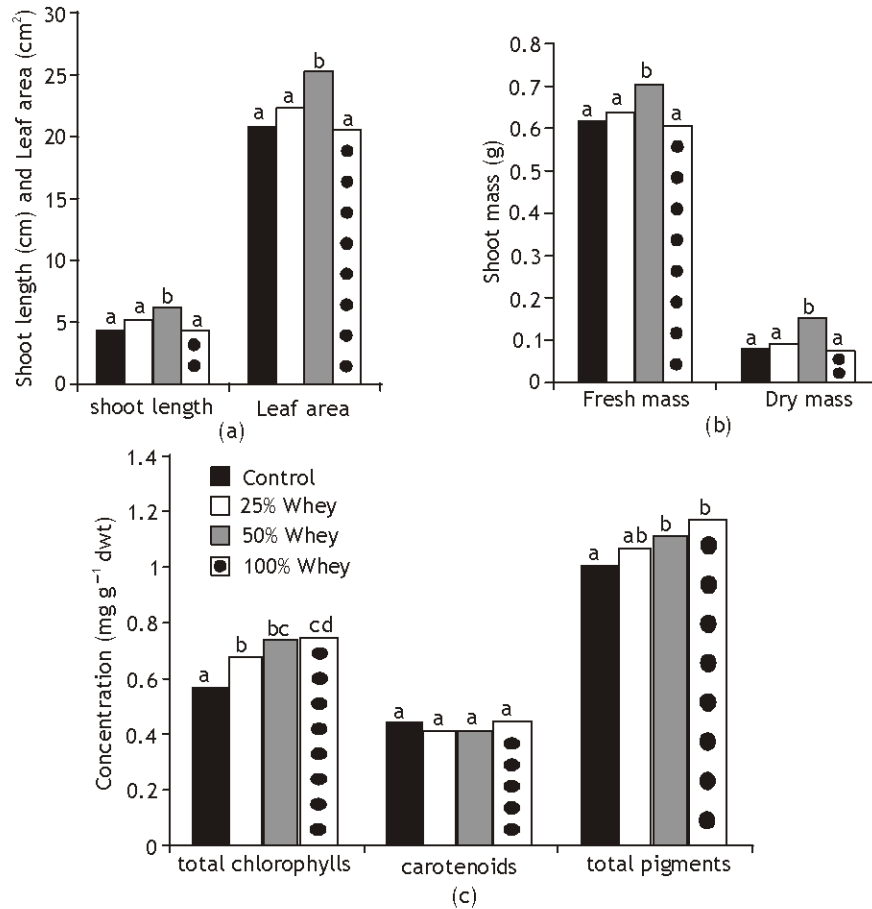 Shoot length (cm) and Leaf area (cm²)
30
25
20
15
10
5
0
a
a
b
a
a
a
b
a
shoot length
Leaf area
(a)
Shoot mass (g)
0.8
0.7
0.6
0.5
0.4
0.3
0.2
0.1
0
a
a
b
a
a
a
b
a
Fresh mass
Dry mass
(b)
Concentration (mg g⁻¹ dwt)
1.4
1.2
1
0.8
0.6
0.4
0.2
0
Control
25% Whey
50% Whey
100% Whey
a
b
bc
cd
a
a
a
a
a
ab
b
b
total chlorophylls
carotenoids
total pigments
(c)